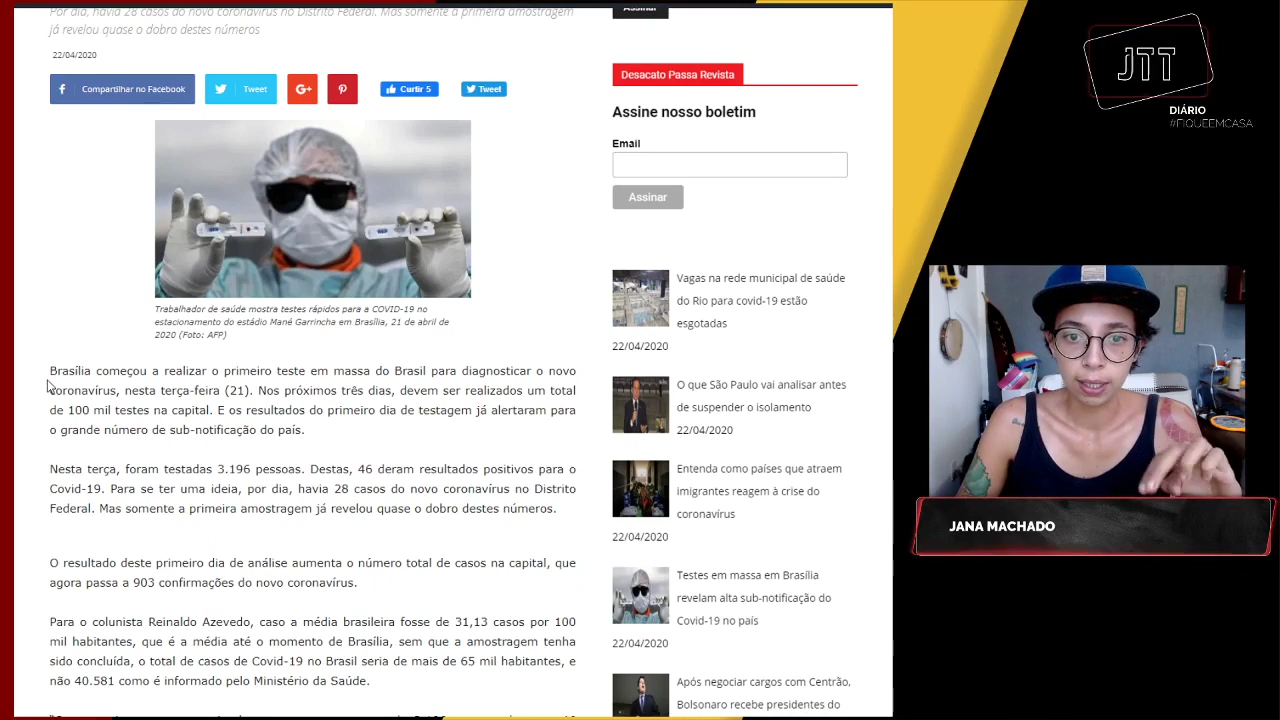 Por dia, havia 28 casos do novo coronavírus no Distrito Federal. Mas somente a primeira amostragem
já revelou quase o dobro destes números
22/04/2020
Compartilhar no Facebook
Tweet
G+
Curtir 5
Tweet
Trabalhador de saúde mostra testes rápidos para a COVID-19 no
estacionamento do estádio Mané Garrincha em Brasília, 21 de abril de
2020 (Foto: AFP)
Brasília começou a realizar o primeiro teste em massa do Brasil para diagnosticar o novo
coronavírus, nesta terça-feira (21). Nos próximos três dias, devem ser realizados um total
de 100 mil testes na capital. E os resultados do primeiro dia de testagem já alertaram para
o grande número de sub-notificação do país.
Nesta terça, foram testadas 3.196 pessoas. Destas, 46 deram resultados positivos para o
Covid-19. Para se ter uma ideia, por dia, havia 28 casos do novo coronavírus no Distrito
Federal. Mas somente a primeira amostragem já revelou quase o dobro destes números.
O resultado deste primeiro dia de análise aumenta o número total de casos na capital, que
agora passa a 903 confirmações do novo coronavírus.
Para o colunista Reinaldo Azevedo, caso a média brasileira fosse de 31,13 casos por 100
mil habitantes, que é a média até o momento de Brasília, sem que a amostragem tenha
sido concluída, o total de casos de Covid-19 no Brasil seria de mais de 65 mil habitantes, e
não 40.581 como é informado pelo Ministério da Saúde.
Assinar
Desacato Passa Revista
Assine nosso boletim
Email
Assinar
Vagas na rede municipal de saúde
do Rio para covid-19 estão
esgotadas
22/04/2020
O que São Paulo vai analisar antes
de suspender o isolamento
22/04/2020
Entenda como países que atraem
imigrantes reagem à crise do
coronavírus
22/04/2020
Testes em massa em Brasília
revelam alta sub-notificação do
Covid-19 no país
22/04/2020
Após negociar cargos com Centrão,
Bolsonaro recebe presidentes do
JTT
DIÁRIO
#FIQUEEMCASA
JANA MACHADO